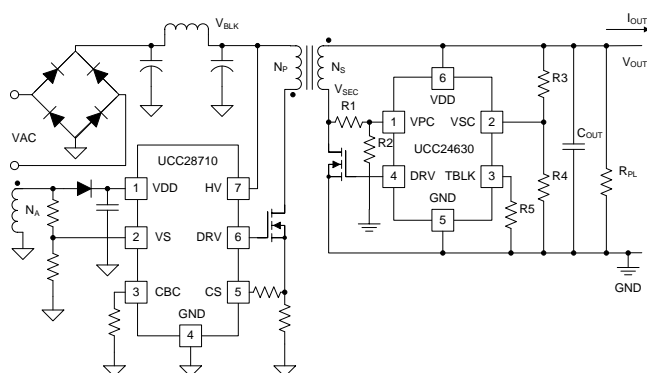 I_OUT
V_BLK
V_OUT
N_P
N_S
6
VDD
R3
V_SEC
R1
1
VPC
VSC
2
VAC
R2
UCC24630
C_OUT
UCC28710
4
DRV
TBLK
3
R4
R_PL
1
VDD
HV
7
GND
N_A
5
R5
2
VS
DRV
6
GND
3
CBC
CS
5
GND
4